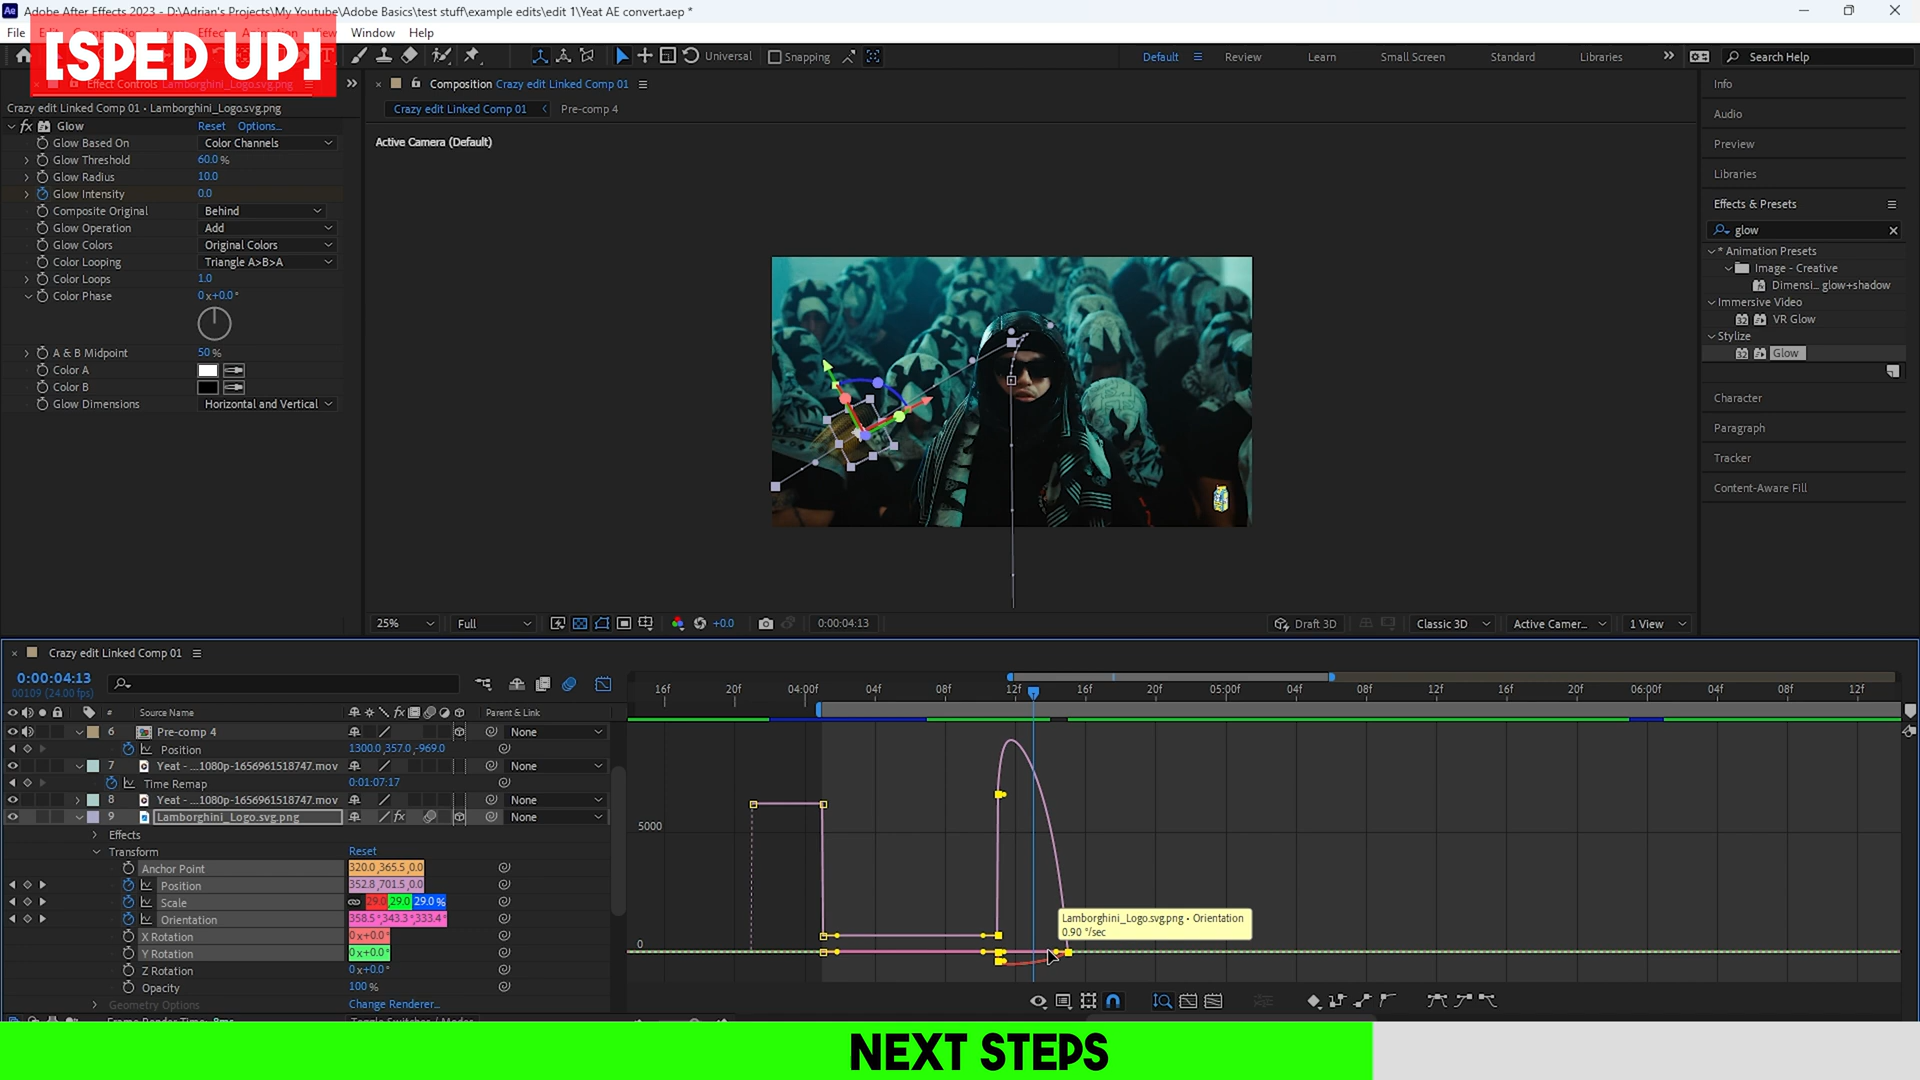 Adobe After Effects 2023 - D:\Adrian's Projects\My Youtube\Adobe Basics\test stuff\example edits\edit 1\Yeat AE convert.aep *
File
Window Help
[SPED UP]
Universal
Snapping
Default
Review
Learn
Small Screen
Standard
Libraries
Search Help
Effect Controls Lamborghini_Logo.svg.png
Crazy edit Linked Comp 01 • Lamborghini_Logo.svg.png
fx Glow Reset Options...
Glow Based On Color Channels
Glow Threshold 60.0 %
Glow Radius 10.0
Glow Intensity 0.0
Composite Original Behind
Glow Operation Add
Glow Colors Original Colors
Color Looping Triangle A>B>A
Color Loops 1.0
Color Phase 0x+0.0°
A & B Midpoint 50 %
Color A
Color B
Glow Dimensions Horizontal and Vertical
Composition Crazy edit Linked Comp 01
Crazy edit Linked Comp 01 Pre-comp 4
Active Camera (Default)
25% Full +0.0 0:00:04:13 Draft 3D Classic 3D Active Camer... 1 View
Info
Audio
Preview
Libraries
Effects & Presets
glow
* Animation Presets
Image - Creative
Dimensi... glow+shadow
Immersive Video
VR Glow
Stylize
Glow
Character
Paragraph
Tracker
Content-Aware Fill
Crazy edit Linked Comp 01
0:00:04:13
00109 (24.00 fps)
# Source Name Parent & Link
6 Pre-comp 4 None
Position 1300.0,357.0,-969.0
7 Yeat - ...1080p-1656961518747.mov None
Time Remap 0:01:07:17
8 Yeat - ...1080p-1656961518747.mov None
9 Lamborghini_Logo.svg.png None
Effects
Transform Reset
Anchor Point 320.0,365.5,0.0
Position 352.8,701.5,0.0
Scale 29.0,29.0,29.0 %
Orientation 358.5°,343.3°,333.4°
X Rotation 0x+0.0°
Y Rotation 0x+0.0°
Z Rotation 0x+0.0°
Opacity 100 %
Geometry Options Change Renderer...
Frame Render Time 8ms
Toggle Switches / Modes
16f 20f 04:00f 04f 08f 12f 16f 20f 05:00f 04f 08f 12f 16f 20f 06:00f 04f 08f 12f
5000
0
Lamborghini_Logo.svg.png • Orientation
0.90 °/sec
NEXT STEPS